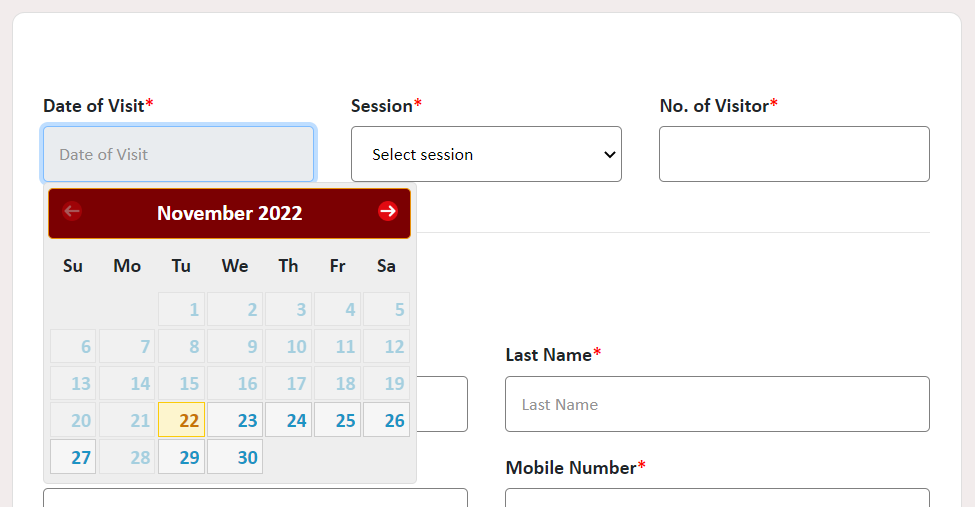 Date of Visit* Session* No. of Visitor*
Date of Visit Select session
November 2022
Su Mo Tu We Th Fr Sa
1 2 3 4 5
6 7 8 9 10 11 12
13 14 15 16 17 18 19
20 21 22 23 24 25 26
27 28 29 30
Last Name*
Last Name
Mobile Number*